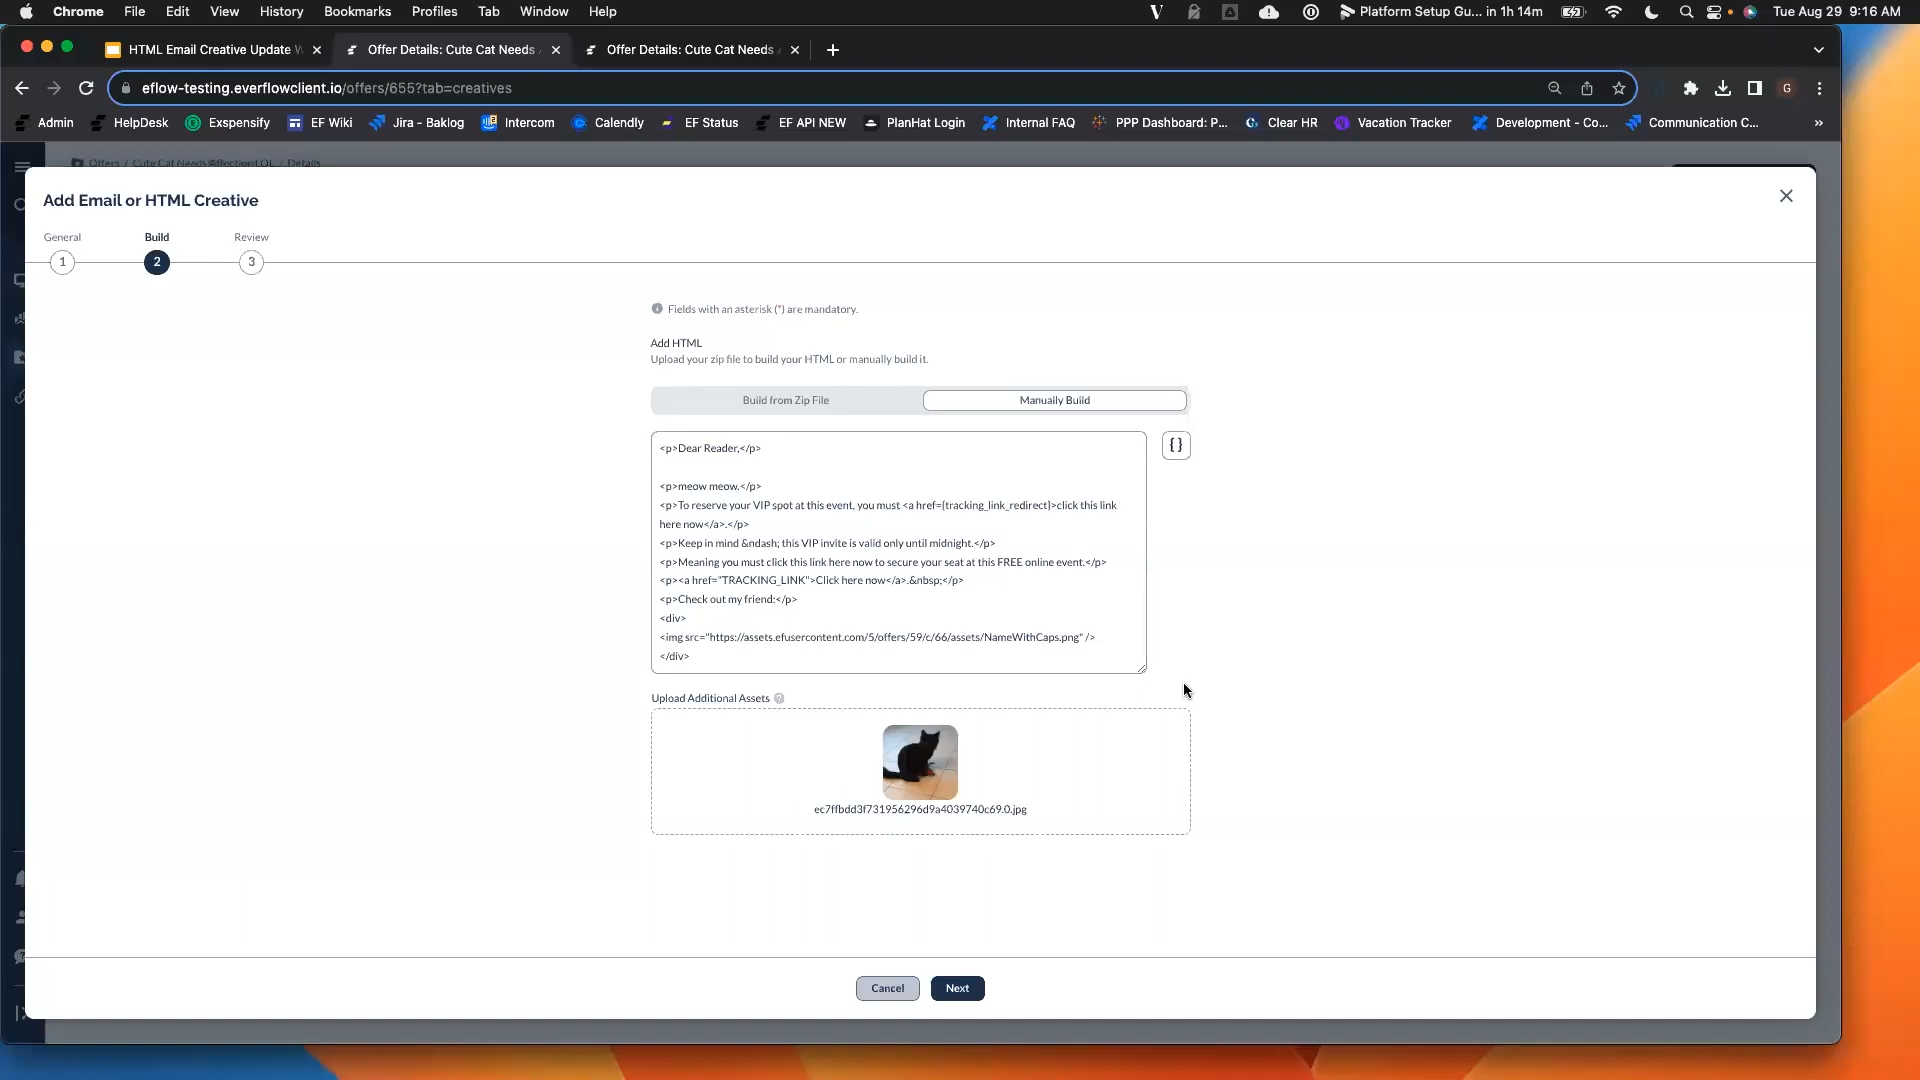 Chrome File Edit View History Bookmarks Profiles Tab Window Help
Platform Setup Gu... in 1h 14m
Tue Aug 29 9:16 AM
HTML Email Creative Update
Offer Details: Cute Cat Needs
Offer Details: Cute Cat Needs
eflow-testing.everflowclient.io/offers/655?tab=creatives
G
Admin HelpDesk Expensify EF Wiki Jira - Baklog Intercom Calendly EF Status EF API NEW PlanHat Login Internal FAQ PPP Dashboard: P... Clear HR Vacation Tracker Development - Co... Communication C... »
Offers / Cute Cat Needs AffectionLOL / Details
Add Email or HTML Creative
General Build Review
1 2 3
Fields with an asterisk (*) are mandatory.
Add HTML
Upload your zip file to build your HTML or manually build it.
Build from Zip File Manually Build
<p>Dear Reader,</p>
{}
<p>meow meow.</p>
<p>To reserve your VIP spot at this event, you must <a href={tracking_link_redirect}>click this link
here now</a>.</p>
<p>Keep in mind &ndash; this VIP invite is valid only until midnight.</p>
<p>Meaning you must click this link here now to secure your seat at this FREE online event.</p>
<p><a href="TRACKING_LINK">Click here now</a>.&nbsp;</p>
<p>Check out my friend:</p>
<div>
<img src="https://assets.efusercontent.com/5/offers/59/c/66/assets/NameWithCaps.png" />
</div>
Upload Additional Assets
ec7ffbdd3f731956296d9a4039740c69.0.jpg
Cancel Next